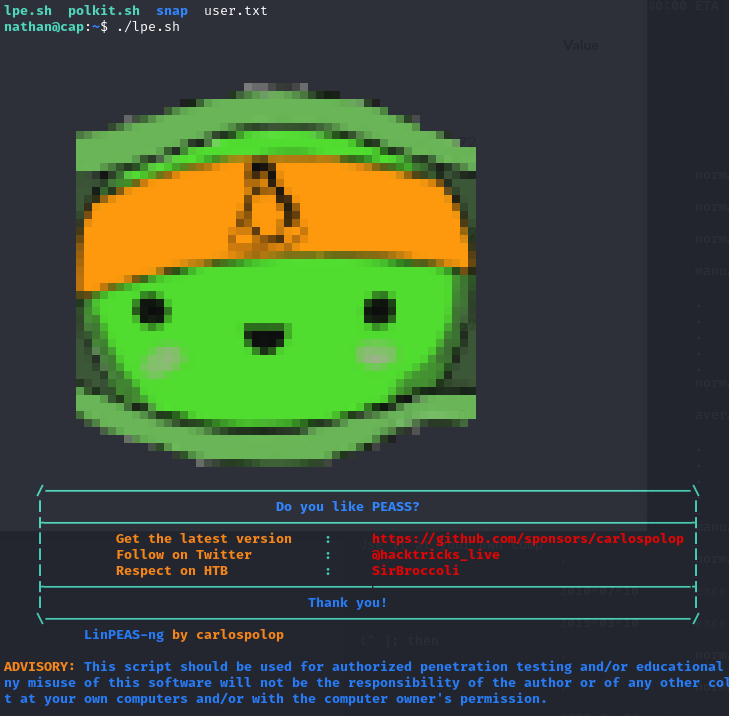 lpe.sh polkit.sh snap user.txt
nathan@cap:~$ ./lpe.sh
Value
Do you like PEASS?
Get the latest version : https://github.com/sponsors/carlospolop
Follow on Twitter : @hacktricks_live
Respect on HTB : SirBroccoli
Thank you!
LinPEAS-ng by carlospolop
ADVISORY: This script should be used for authorized penetration testing and/or educational
ny misuse of this software will not be the responsibility of the author or of any other col
t at your own computers and/or with the computer owner's permission.